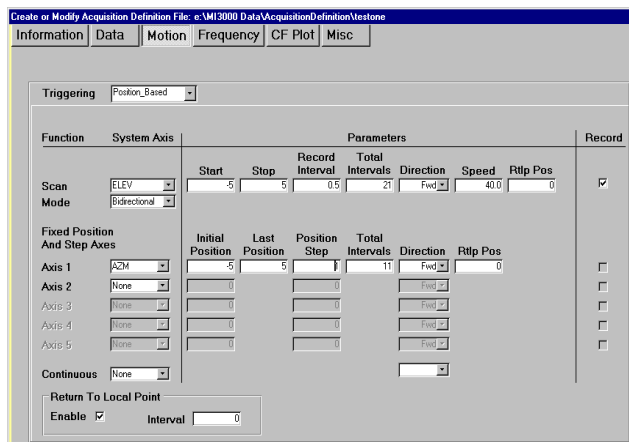 Create or Modify Acquisition Definition File: e:\MI3000 Data\AcquisitionDefinition\testone
Information Data Motion Frequency CF Plot Misc
Triggering Position_Based
Function System Axis Parameters Record
Start Stop Record Interval Total Intervals Direction Speed Rtlp Pos
Scan ELEV -5 5 0.5 21 Fwd 40.0 0
Mode Bidirectional
Fixed Position And Step Axes
Initial Position Last Position Position Step Total Intervals Direction Rtlp Pos
Axis 1 AZM -5 5 11 Fwd 0
Axis 2 None 0 0 Fwd
Axis 3 None 0 0 Fwd
Axis 4 None 0 0 Fwd
Axis 5 None 0 0 Fwd
Continuous None
Return To Local Point
Enable Interval 0